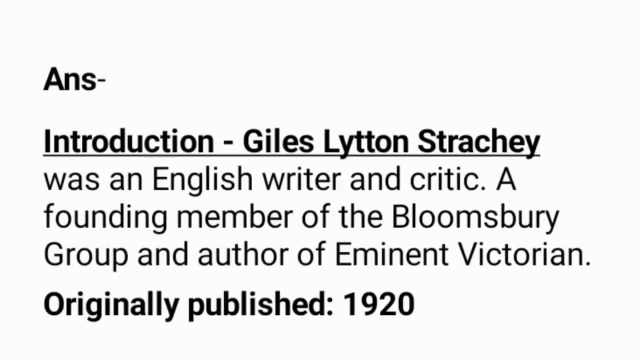 Ans-
Introduction - Giles Lytton Strachey
was an English writer and critic. A
founding member of the Bloomsbury
Group and author of Eminent Victorian.
Originally published: 1920